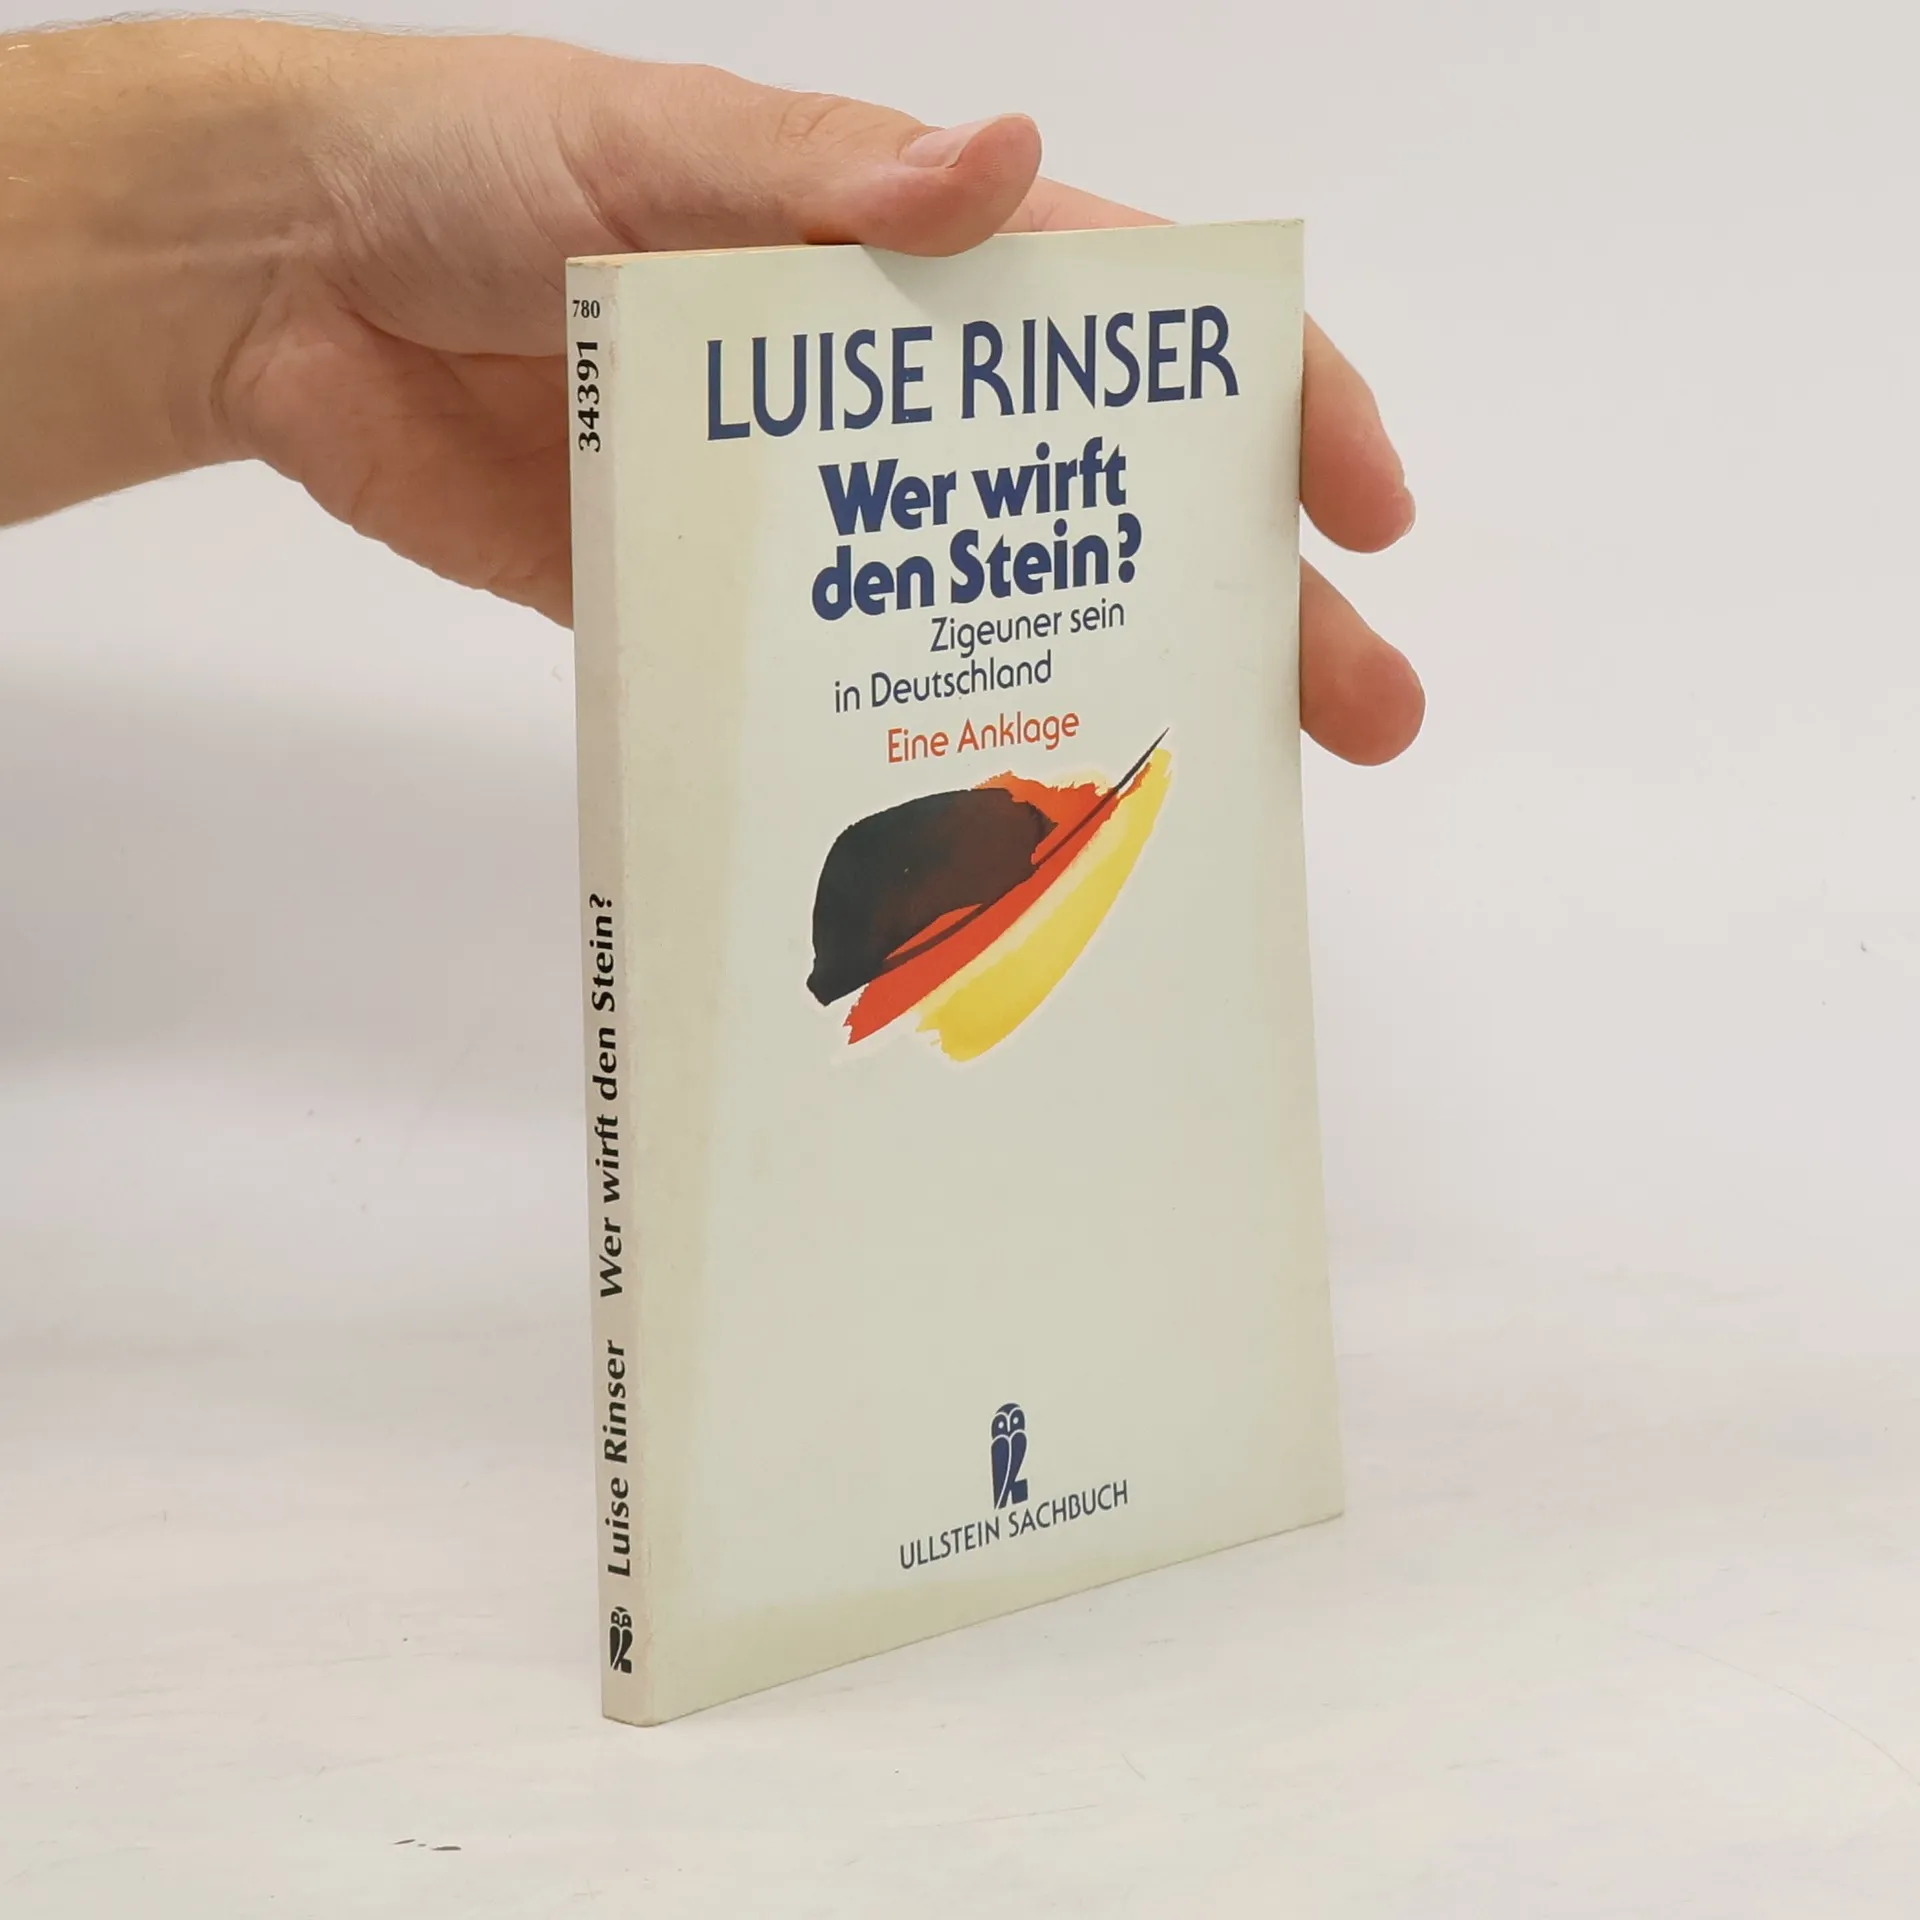 LUISE RINSER
Wer wirft
den Stein?
Zigeuner sein
in Deutschland
Eine Anklage
ULLSTEIN SACHBUCH
780
34391
Luise Rinser Wer wirft den Stein?